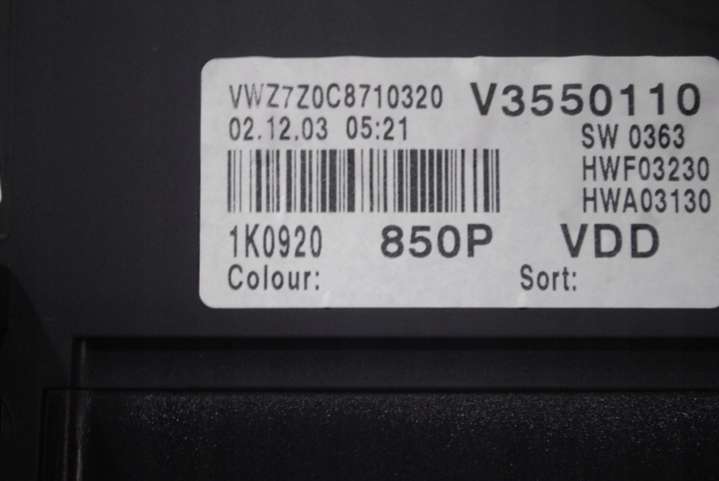 VWZ7Z0C8710320 V3550110
02.12.03 05:21 SW 0363
HWF03230
HWA03130
1K0920 850P VDD
Colour: Sort: